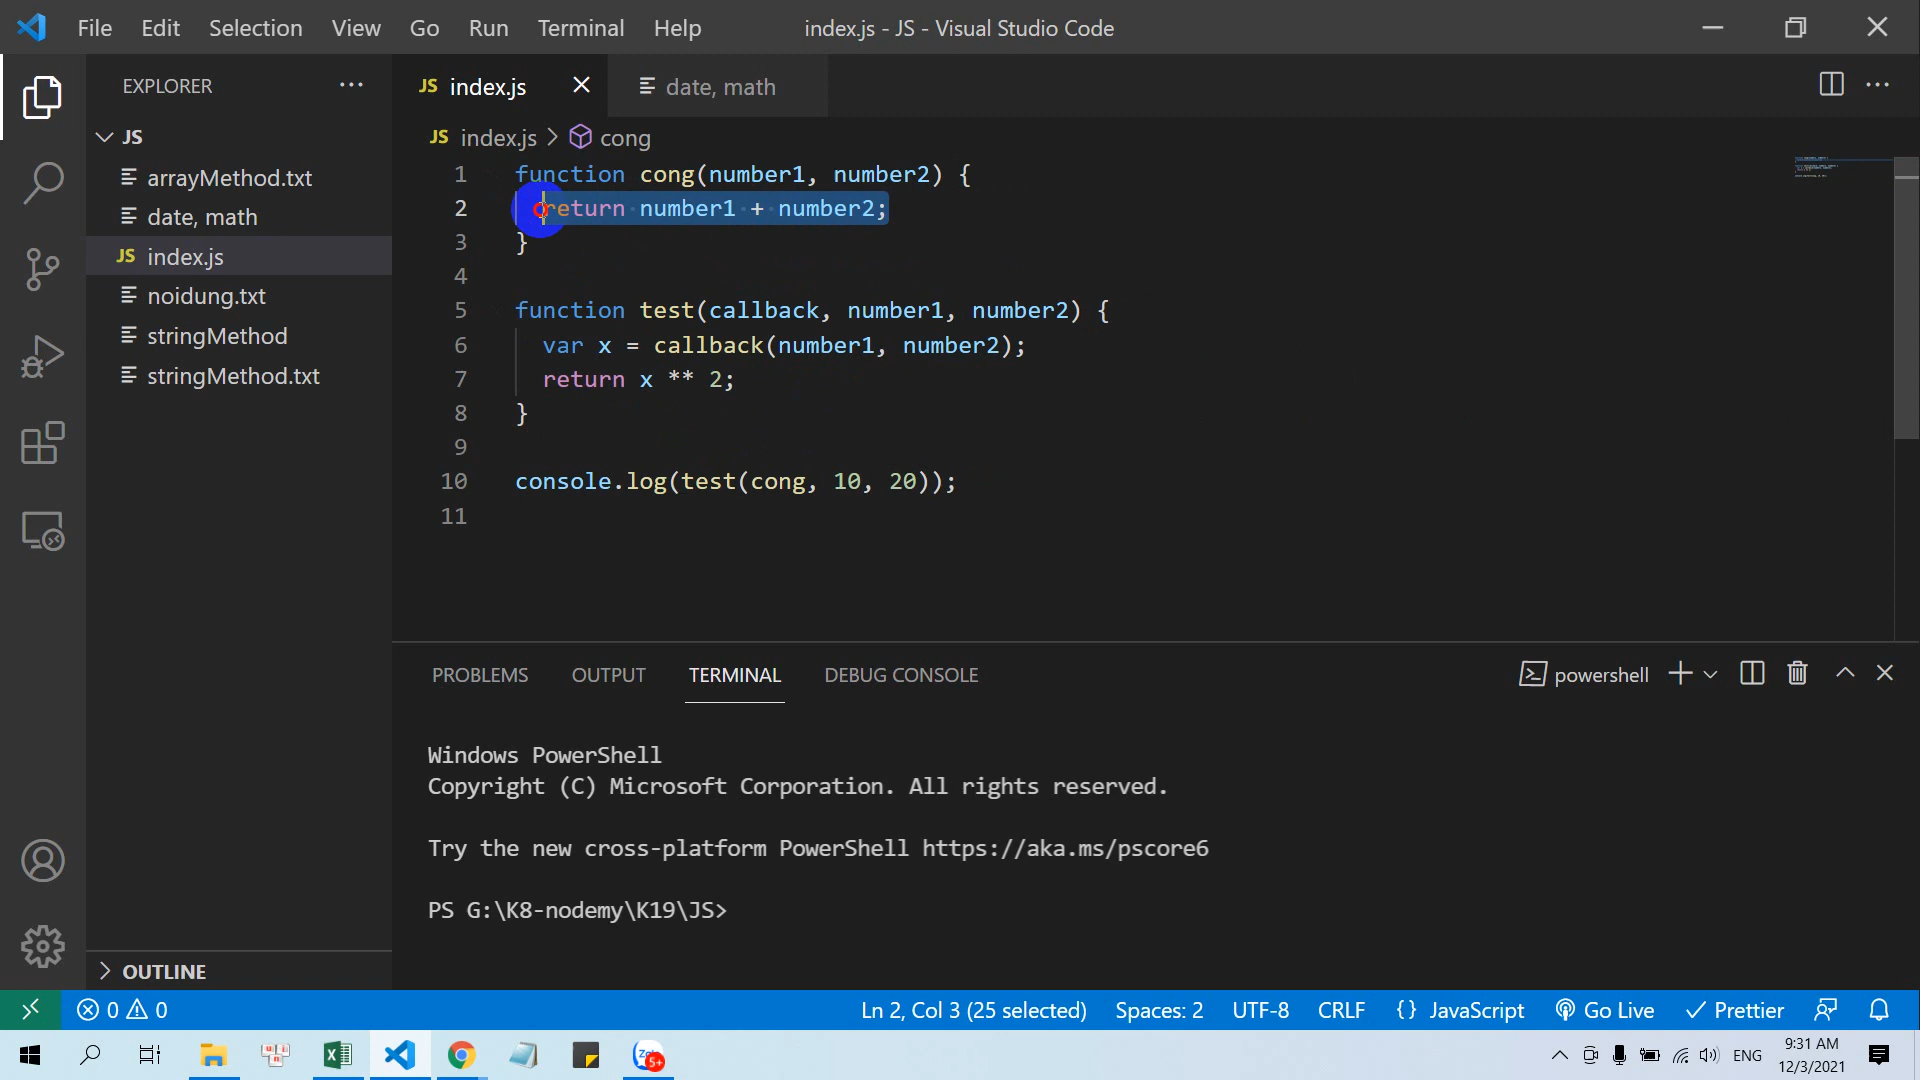 File Edit Selection View Go Run Terminal Help index.js - JS - Visual Studio Code
EXPLORER ...
JS
arrayMethod.txt
date, math
JS index.js
noidung.txt
stringMethod
stringMethod.txt
OUTLINE
JS index.js date, math
JS index.js > cong
1 function cong(number1, number2) {
2 return number1 + number2;
3 }
4
5 function test(callback, number1, number2) {
6 var x = callback(number1, number2);
7 return x ** 2;
8 }
9
10 console.log(test(cong, 10, 20));
11
PROBLEMS OUTPUT TERMINAL DEBUG CONSOLE powershell
Windows PowerShell
Copyright (C) Microsoft Corporation. All rights reserved.
Try the new cross-platform PowerShell https://aka.ms/pscore6
PS G:\K8-nodemy\K19\JS>
0 0 Ln 2, Col 3 (25 selected) Spaces: 2 UTF-8 CRLF {} JavaScript Go Live Prettier
5+ ENG 9:31 AM
12/3/2021